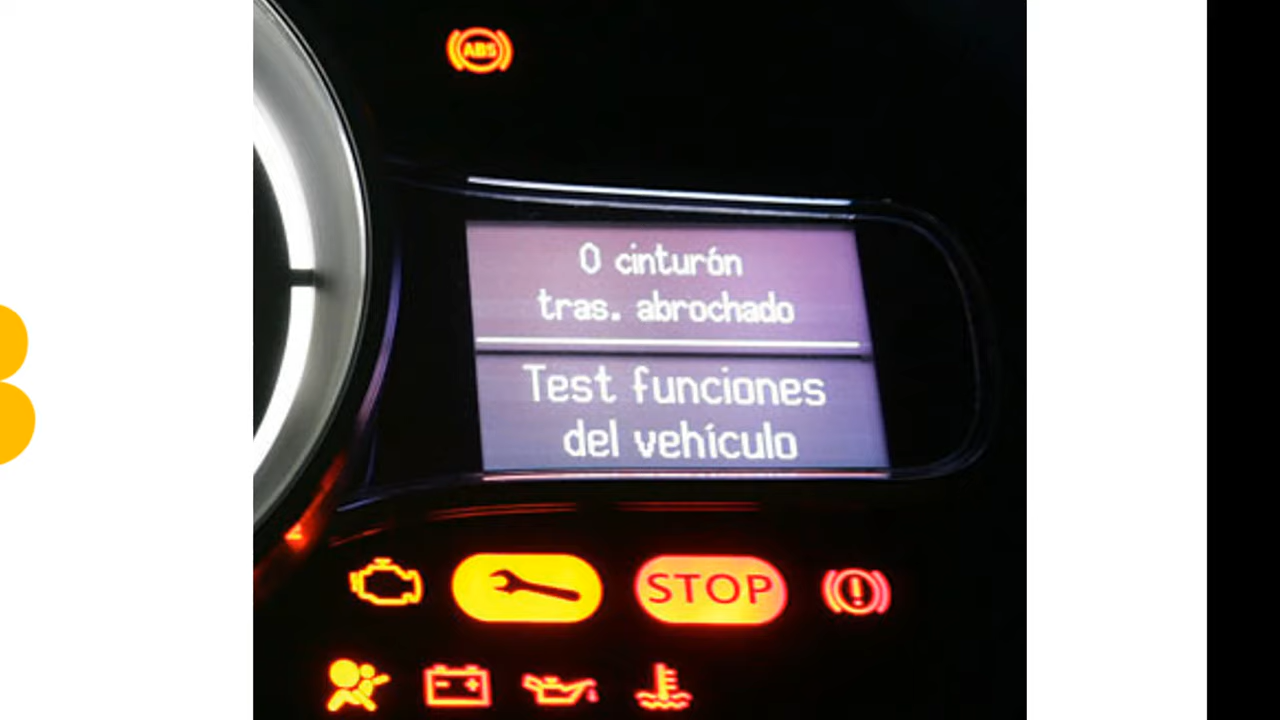 ABS
0 cinturón
tras. abrochado
Test funciones
del vehículo
STOP